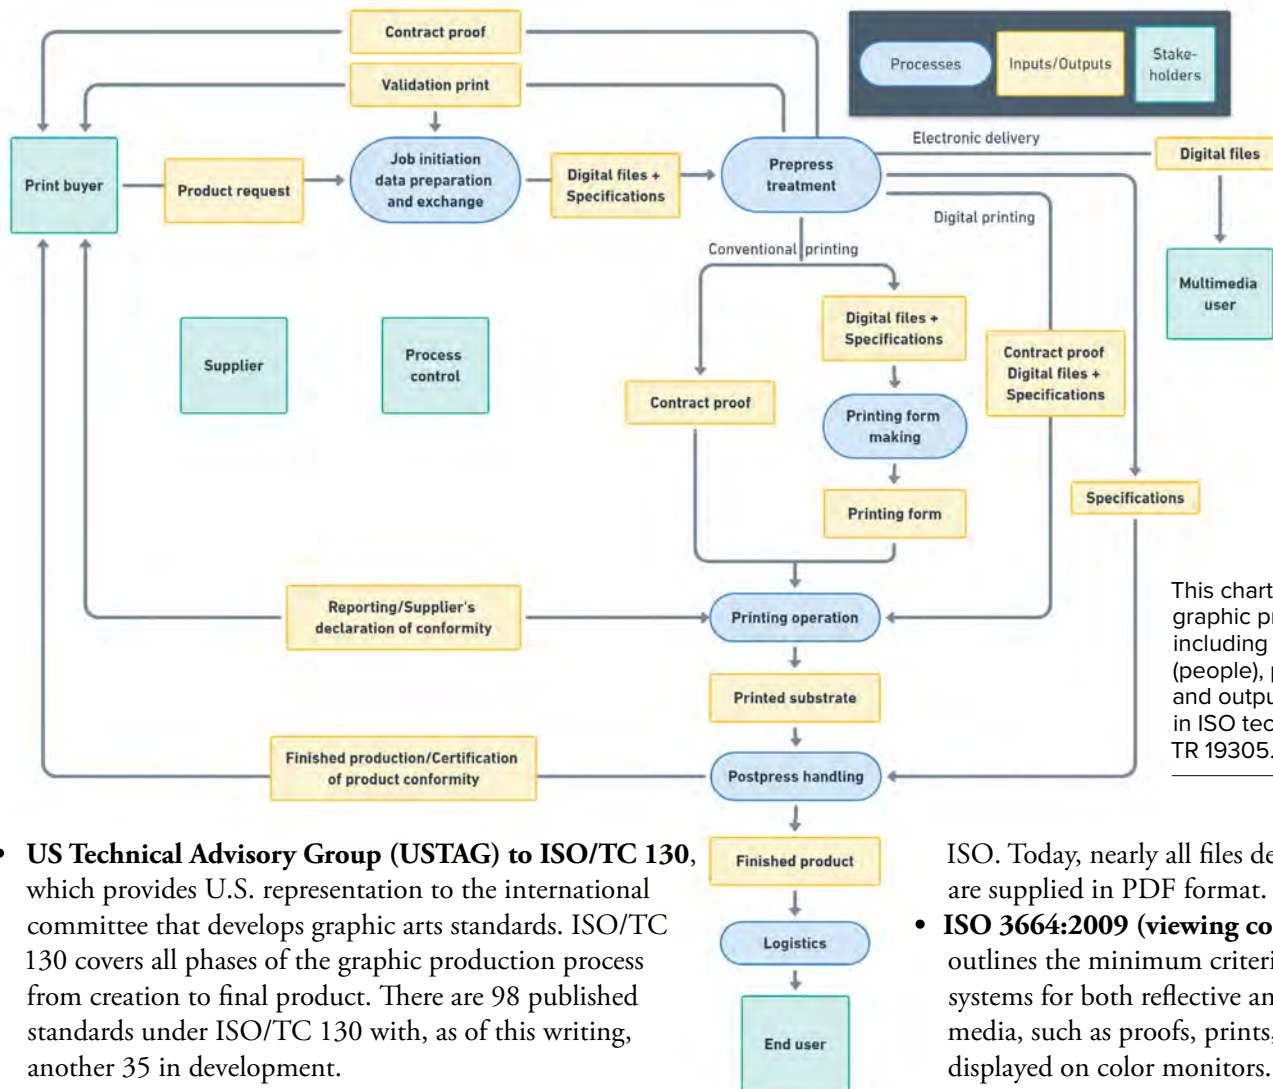 Contract proof
Validation print
Processes
Inputs/Outputs
Stake-
holders
Electronic delivery
Digital files
Print buyer
Product request
Job initiation
data preparation
and exchange
Digital files +
Specifications
Prepress
treatment
Digital printing
Conventional printing
Multimedia
user
Supplier
Process
control
Digital files +
Specifications
Contract proof
Digital files +
Specifications
Contract proof
Printing form
making
Printing form
Specifications
Reporting/Supplier's
declaration of conformity
Printing operation
Printed substrate
Finished production/Certification
of product conformity
Postpress handling
Finished product
Logistics
End user
This chart
graphic pr
including
(people), p
and outpu
in ISO tec
TR 19305.
• US Technical Advisory Group (USTAG) to ISO/TC 130,
which provides U.S. representation to the international
committee that develops graphic arts standards. ISO/TC
130 covers all phases of the graphic production process
from creation to final product. There are 98 published
standards under ISO/TC 130 with, as of this writing,
another 35 in development.
ISO. Today, nearly all files de
are supplied in PDF format.
• ISO 3664:2009 (viewing co
outlines the minimum criteri
systems for both reflective an
media, such as proofs, prints,
displayed on color monitors.